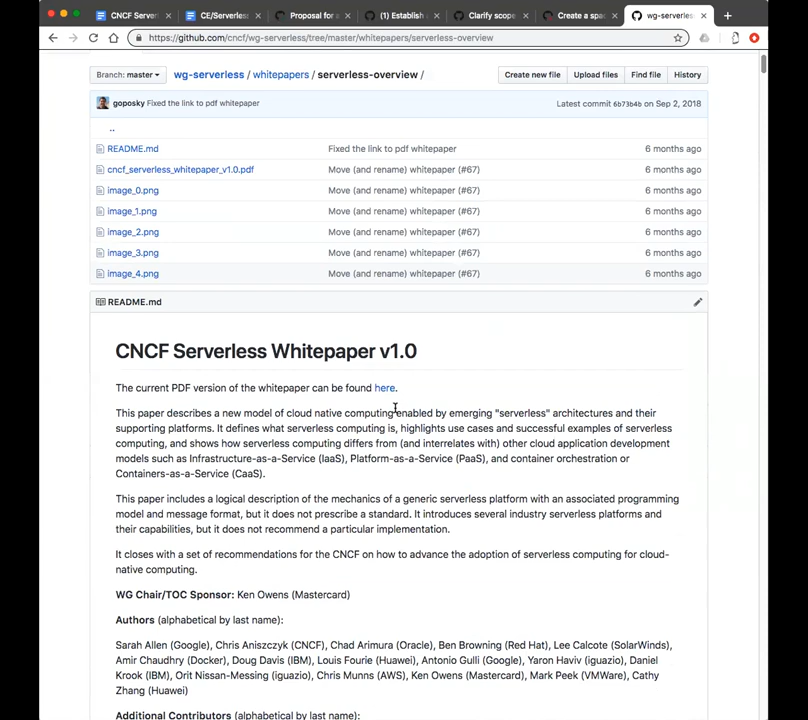 CNCF Server
CE/Serverless
Proposal for a
(1) Establish
Clarify scope
Create a spa
wg-serverles
https://github.com/cncf/wg-serverless/tree/master/whitepapers/serverless-overview
Branch: master
wg-serverless / whitepapers / serverless-overview /
Create new file
Upload files
Find file
History
goposky Fixed the link to pdf whitepaper
Latest commit 6b73b4b on Sep 2, 2018
..
README.md Fixed the link to pdf whitepaper 6 months ago
cncf_serverless_whitepaper_v1.0.pdf Move (and rename) whitepaper (#67) 6 months ago
image_0.png Move (and rename) whitepaper (#67) 6 months ago
image_1.png Move (and rename) whitepaper (#67) 6 months ago
image_2.png Move (and rename) whitepaper (#67) 6 months ago
image_3.png Move (and rename) whitepaper (#67) 6 months ago
image_4.png Move (and rename) whitepaper (#67) 6 months ago
README.md
CNCF Serverless Whitepaper v1.0
The current PDF version of the whitepaper can be found here.
This paper describes a new model of cloud native computing enabled by emerging "serverless" architectures and their
supporting platforms. It defines what serverless computing is, highlights use cases and successful examples of serverless
computing, and shows how serverless computing differs from (and interrelates with) other cloud application development
models such as Infrastructure-as-a-Service (IaaS), Platform-as-a-Service (PaaS), and container orchestration or
Containers-as-a-Service (CaaS).
This paper includes a logical description of the mechanics of a generic serverless platform with an associated programming
model and message format, but it does not prescribe a standard. It introduces several industry serverless platforms and
their capabilities, but it does not recommend a particular implementation.
It closes with a set of recommendations for the CNCF on how to advance the adoption of serverless computing for cloud-
native computing.
WG Chair/TOC Sponsor: Ken Owens (Mastercard)
Authors (alphabetical by last name):
Sarah Allen (Google), Chris Aniszczyk (CNCF), Chad Arimura (Oracle), Ben Browning (Red Hat), Lee Calcote (SolarWinds),
Amir Chaudhry (Docker), Doug Davis (IBM), Louis Fourie (Huawei), Antonio Gulli (Google), Yaron Haviv (iguazio), Daniel
Krook (IBM), Orit Nissan-Messing (iguazio), Chris Munns (AWS), Ken Owens (Mastercard), Mark Peek (VMWare), Cathy
Zhang (Huawei)
Additional Contributors (alphabetical by last name):